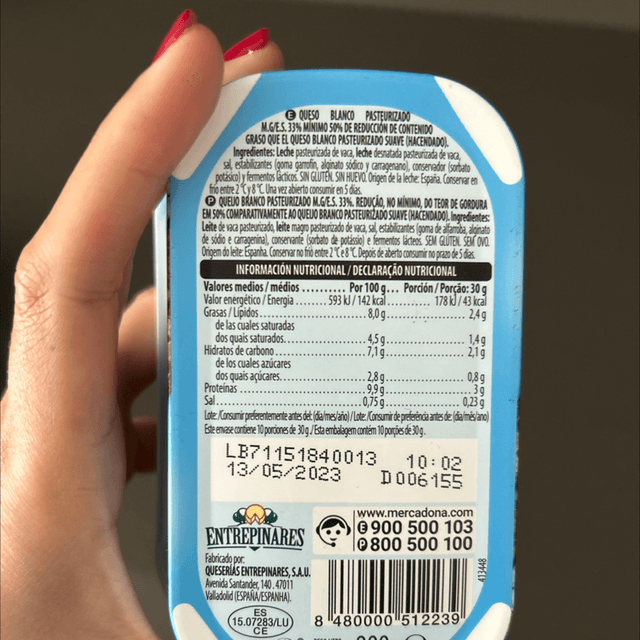 E QUESO BLANCO PASTEURIZADO
M.G/E.S. 33% MÍNIMO 50% DE REDUCCIÓN DE CONTENIDO
GRASO QUE EL QUESO BLANCO PASTEURIZADO SUAVE (HACENDADO).
Ingredientes: Leche pasteurizada de vaca, leche desnatada pasteurizada de vaca,
sal, estabilizantes (goma garrofín, alginato sódico y carragenano), conservador (sorbato
potásico) y fermentos lácticos. SIN GLUTEN. SIN HUEVO. Origen de la leche: España. Conservar en
frío entre 2 °C y 8 °C. Una vez abierto consumir en 5 días.
P QUEIJO BRANCO PASTEURIZADO M.G/E.S. 33%. REDUÇÃO, NO MÍNIMO, DO TEOR DE GORDURA
EM 50% COMPARATIVAMENTE AO QUEIJO BRANCO PASTEURIZADO SUAVE (HACENDADO). Ingredientes:
Leite de vaca pasteurizado, leite magro pasteurizado de vaca, sal, estabilizantes (goma de alfarroba, alginato
de sódio e carragenina), conservante (sorbato de potássio) e fermentos lácteos. SEM GLÚTEN. SEM OVO.
Origem do leite: Espanha. Conservar no frio entre 2 °C e 8 °C. Depois de aberto consumir no prazo de 5 dias.
INFORMACIÓN NUTRICIONAL / DECLARAÇÃO NUTRICIONAL
Valores medios / médios ........ Por 100 g... Porción / Porção: 30 g
Valor energético / Energia ........ 593 kJ / 142 kcal ........ 178 kJ / 43 kcal
Grasas / Lípidos ........ 8,0 g ........ 2,4 g
de las cuales saturadas
dos quais saturados ........ 4,5 g ........ 1,4 g
Hidratos de carbono ........ 7,1 g ........ 2,1 g
de los cuales azúcares
dos quais açúcares ........ 2,8 g ........ 0,8 g
Proteínas ........ 9,9 g ........ 3 g
Sal ........ 0,75 g ........ 0,23 g
Lote: /Consumir preferentemente antes del: (día/mes/año) / Lote: /Consumir de preferência antes de: (dia/mês/ano)
Este envase contiene 10 porciones de 30 g. / Esta embalagem contém 10 porções de 30 g.
LB71151840013 10:02
13/05/2023 D006155
ENTREPINARES
Fabricado por:
QUESERÍAS ENTREPINARES, S.A.U.
Avenida Santander, 140 . 47011
Valladolid (ESPAÑA/ESPANHA).
www.mercadona.com
E 900 500 103
P 800 500 100
413448
8 480000 512239
ES
15.07283/LU
CE